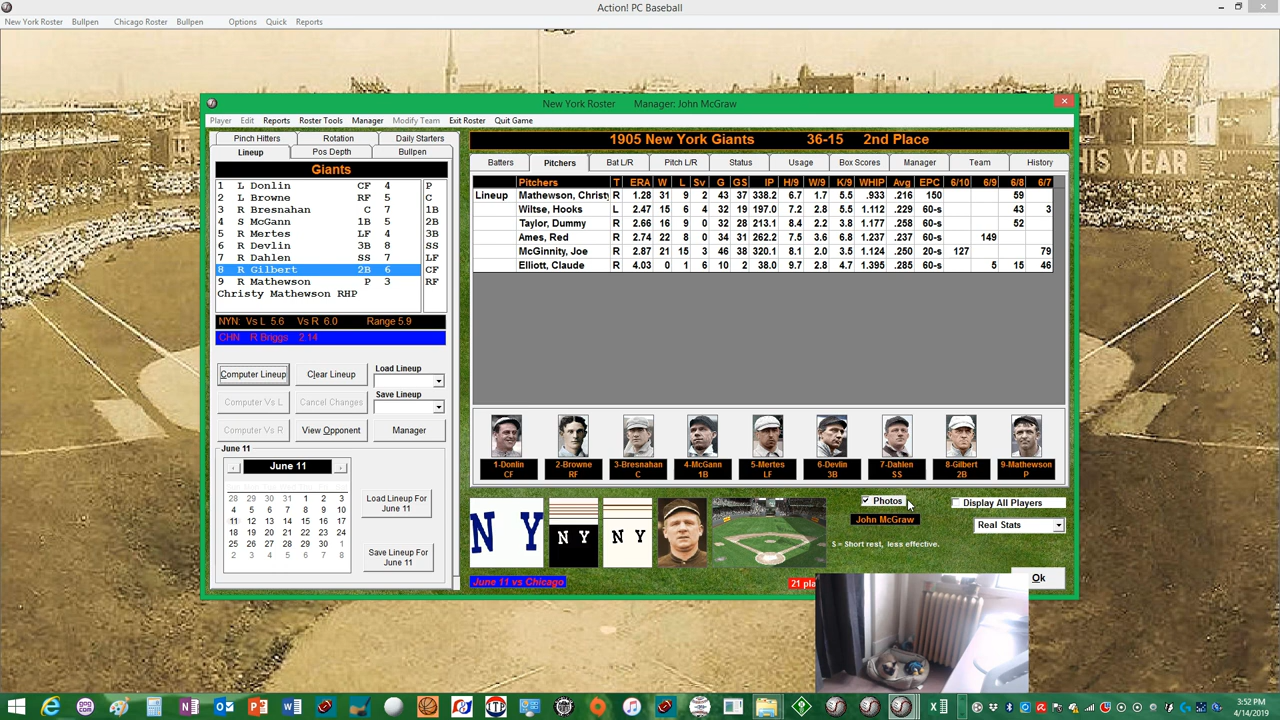 Action! PC Baseball
New York Roster Bullpen Chicago Roster Bullpen Options Quick Reports
New York Roster Manager: John McGraw
Player Edit Reports Roster Tools Manager Modify Team Exit Roster Quit Game
Pinch Hitters Rotation Daily Starters
Lineup Pos Depth Bullpen
Giants
1 L Donlin CF 4 P
2 L Browne RF 5 C
3 R Bresnahan C 7 1B
4 S McGann 1B 5 2B
5 R Mertes LF 4 3B
6 R Devlin 3B 8 SS
7 R Dahlen SS 7 LF
8 R Gilbert 2B 6 CF
9 R Mathewson P 3 RF
Christy Mathewson RHP
NYN: Vs L 5.6 Vs R 6.0 Range 5.9
CHN R Briggs 2.14
Computer Lineup Clear Lineup Load Lineup
Save Lineup
Computer Vs L Cancel Changes
Computer Vs R View Opponent Manager
June 11
June 11
28 29 30 31 1 2 3
4 5 6 7 8 9 10
11 12 13 14 15 16 17
18 19 20 21 22 23 24
25 26 27 28 29 30 1
2 3 4 5 6 7 8
Load Lineup For
June 11
Save Lineup For
June 11
1905 New York Giants 36-15 2nd Place
Batters Pitchers Bat L/R Pitch L/R Status Usage Box Scores Manager Team History
Pitchers T ERA W L Sv G GS IP H/9 W/9 K/9 WHIP Avg EPC 6/10 6/9 6/8 6/7
Lineup Mathewson, Christy R 1.28 31 9 2 43 37 338.2 6.7 1.7 5.5 .933 .216 150 59
Wiltse, Hooks L 2.47 15 6 4 32 19 197.0 7.2 2.8 5.5 1.112 .229 60-s 43 3
Taylor, Dummy R 2.66 16 9 0 32 28 213.1 8.4 2.2 3.8 1.177 .258 60-s 52
Ames, Red R 2.74 22 8 0 34 31 262.2 7.5 3.6 6.8 1.237 .237 60-s 149
McGinnity, Joe R 2.87 21 15 3 46 38 320.1 8.1 2.0 3.5 1.124 .250 20-s 127 79
Elliott, Claude R 4.03 0 1 6 10 2 38.0 9.7 2.8 4.7 1.395 .285 60-s 5 15 46
1-Donlin
CF
2-Browne
RF
3-Bresnahan
C
4-McGann
1B
5-Mertes
LF
6-Devlin
3B
7-Dahlen
SS
8-Gilbert
2B
9-Mathewson
P
N Y N Y N Y
Photos
John McGraw
S = Short rest, less effective.
Display All Players
Real Stats
June 11 vs Chicago
21 pla
Ok
HIS YEAR
3:52 PM
4/14/2019